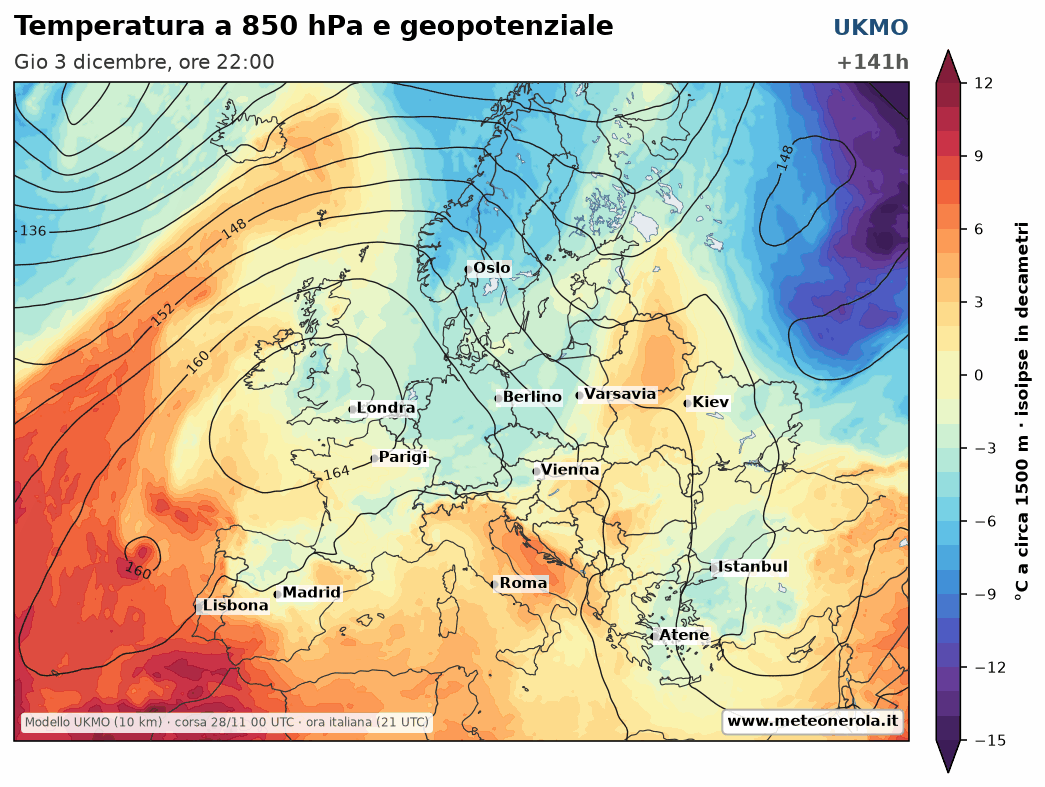 Temperatura a 850 hPa e geopotenziale
UKMO
Gio 3 dicembre, ore 22:00
+141h
148
136
148
152
160
164
160
Oslo
Londra
Berlino
Varsavia
Kiev
Parigi
Vienna
Istanbul
Roma
Madrid
Lisbona
Atene
Modello UKMO (10 km) · corsa 28/11 00 UTC · ora italiana (21 UTC)
www.meteonerola.it
12
9
6
3
0
−3
−6
−9
−12
−15
°C a circa 1500 m · isoipse in decametri